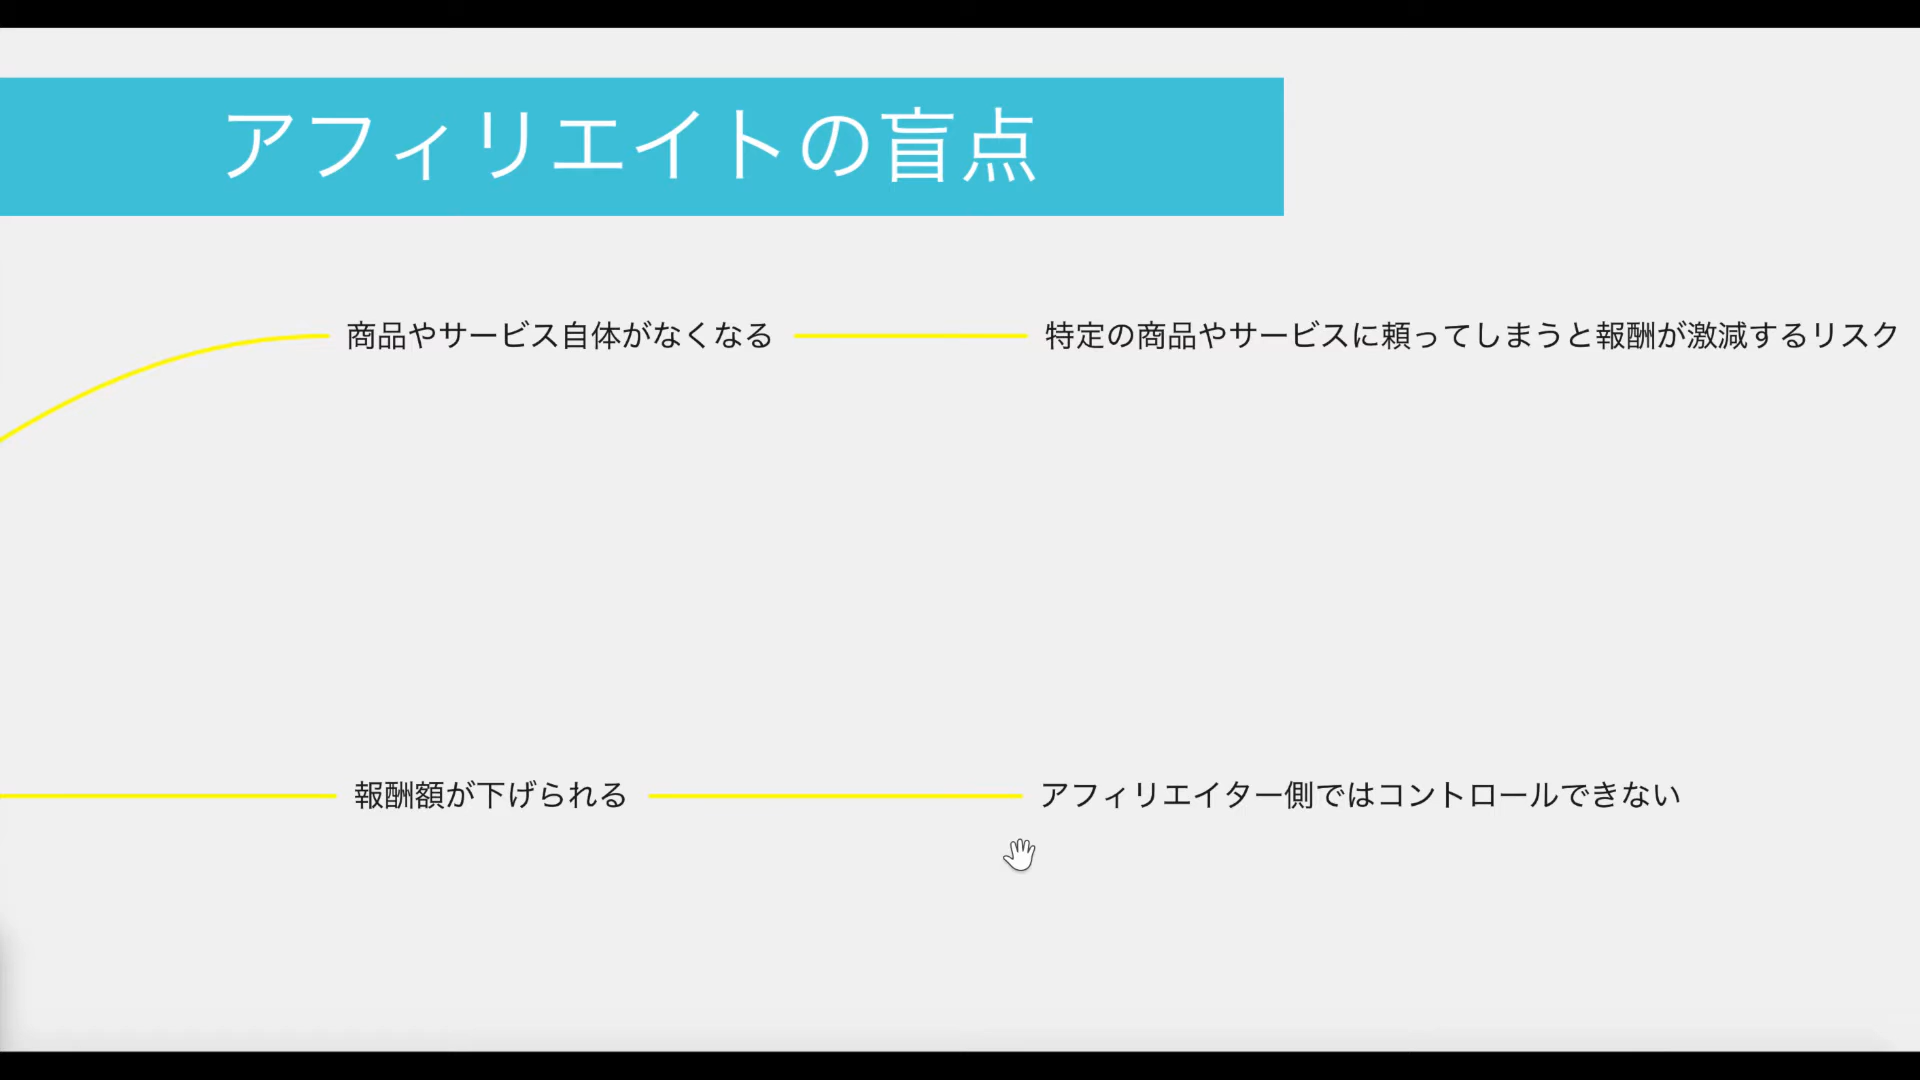 アフィリエイトの盲点
商品やサービス自体がなくなる
特定の商品やサービスに頼ってしまうと報酬が激減するリスク
報酬額が下げられる
アフィリエイター側ではコントロールできない